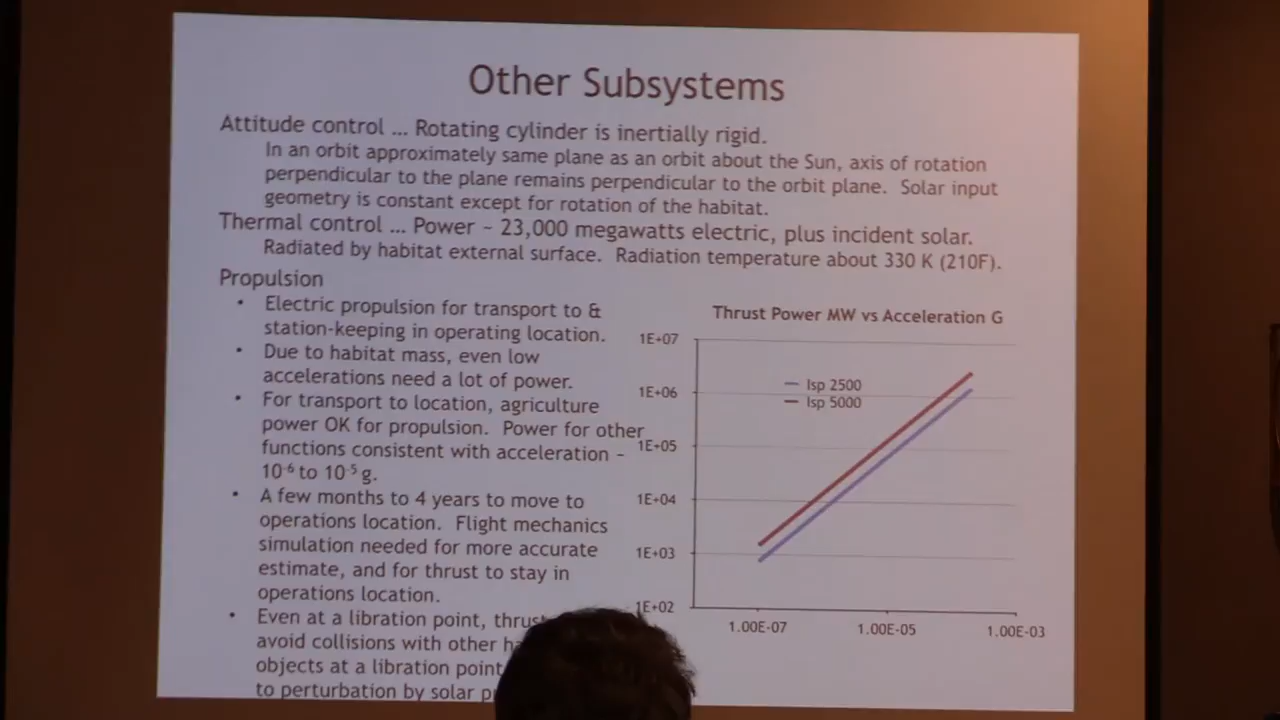 Other Subsystems
Attitude control ... Rotating cylinder is inertially rigid.
In an orbit approximately same plane as an orbit about the Sun, axis of rotation
perpendicular to the plane remains perpendicular to the orbit plane. Solar input
geometry is constant except for rotation of the habitat.
Thermal control ... Power ~ 23,000 megawatts electric, plus incident solar.
Radiated by habitat external surface. Radiation temperature about 330 K (210F).
Propulsion
• Electric propulsion for transport to &
station-keeping in operating location.
• Due to habitat mass, even low
accelerations need a lot of power.
• For transport to location, agriculture
power OK for propulsion. Power for other
functions consistent with acceleration ~
10⁻⁶ to 10⁻⁵ g.
• A few months to 4 years to move to
operations location. Flight mechanics
simulation needed for more accurate
estimate, and for thrust to stay in
operations location.
• Even at a libration point,
avoid collisions with other
objects at a libration point
to perturbation by solar
Thrust Power MW vs Acceleration G
1E+07
1E+06
1E+05
1E+04
1E+03
1E+02
Isp 2500
Isp 5000
1.00E-07 1.00E-05 1.00E-03